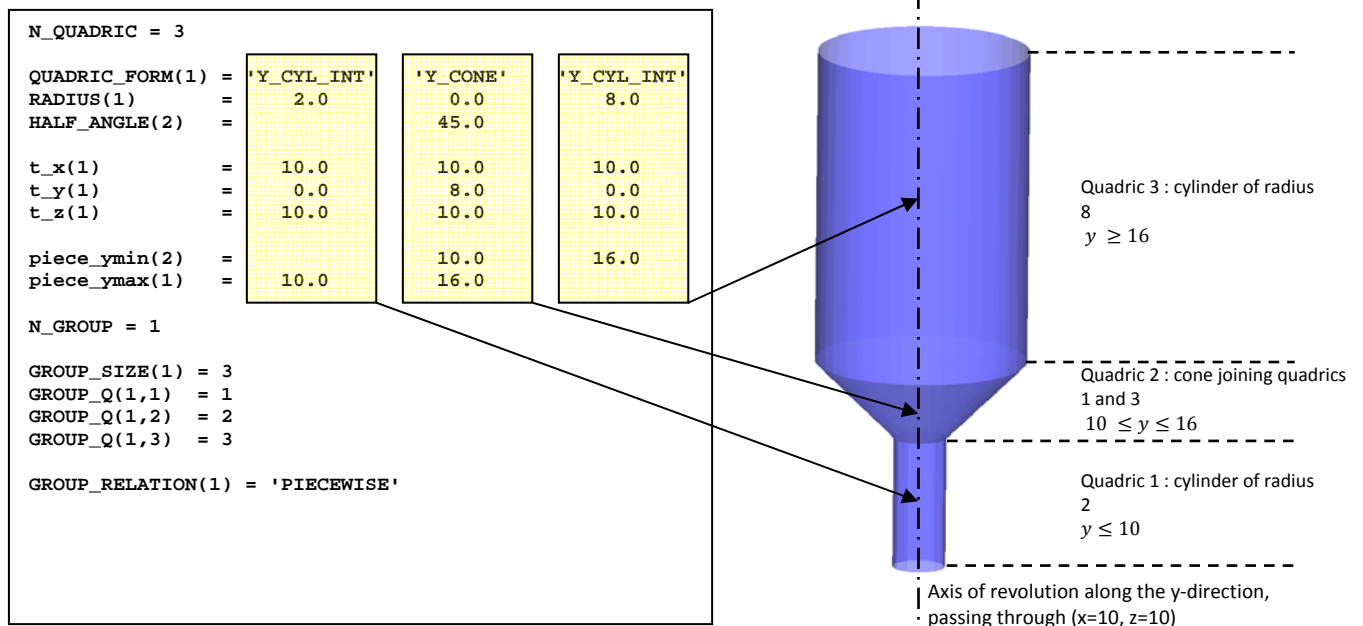 N_QUADRIC = 3
QUADRIC_FORM(1) = 'Y_CYL_INT' 'Y_CONE' 'Y_CYL_INT'
RADIUS(1) = 2.0 0.0 8.0
HALF_ANGLE(2) = 45.0
t_x(1) = 10.0 10.0 10.0
t_y(1) = 0.0 8.0 0.0
t_z(1) = 10.0 10.0 10.0
piece_ymin(2) = 10.0 16.0
piece_ymax(1) = 10.0 16.0
N_GROUP = 1
GROUP_SIZE(1) = 3
GROUP_Q(1,1) = 1
GROUP_Q(1,2) = 2
GROUP_Q(1,3) = 3
GROUP_RELATION(1) = 'PIECEWISE'
Quadric 3 : cylinder of radius
8
y ≥ 16
Quadric 2 : cone joining quadrics
1 and 3
10 ≤ y ≤ 16
Quadric 1 : cylinder of radius
2
y ≤ 10
Axis of revolution along the y-direction,
passing through (x=10, z=10)